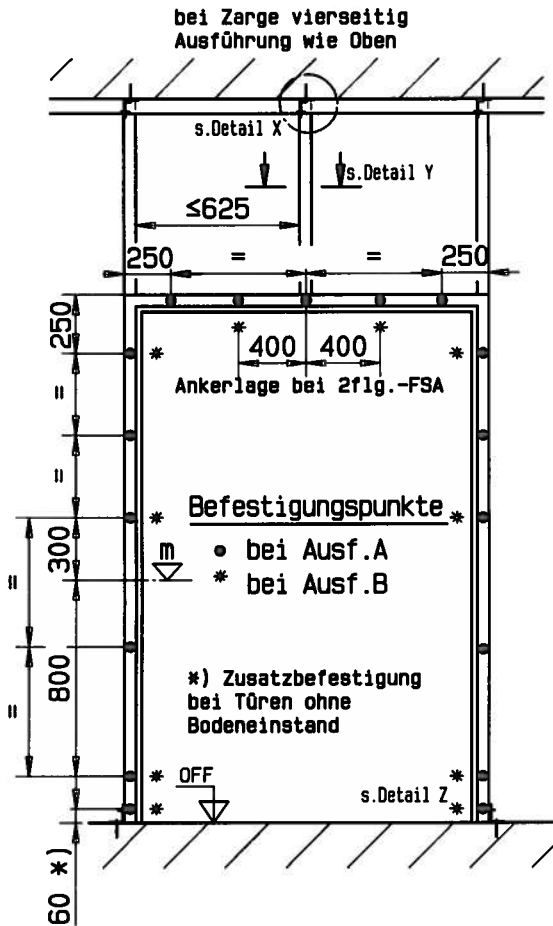 bei Zarge vierseitig
Ausführung wie Oben
s.Detail X
s.Detail Y
≤625
250 = = 250
250
400 400
Ankerlage bei 2flg.-FSA
=
=
Befestigungspunkte
● bei Ausf.A
* bei Ausf.B
300
m
=
800
=
*) Zusatzbefestigung
bei Türen ohne
Bodeneinstand
OFF
s.Detail Z
60 *)